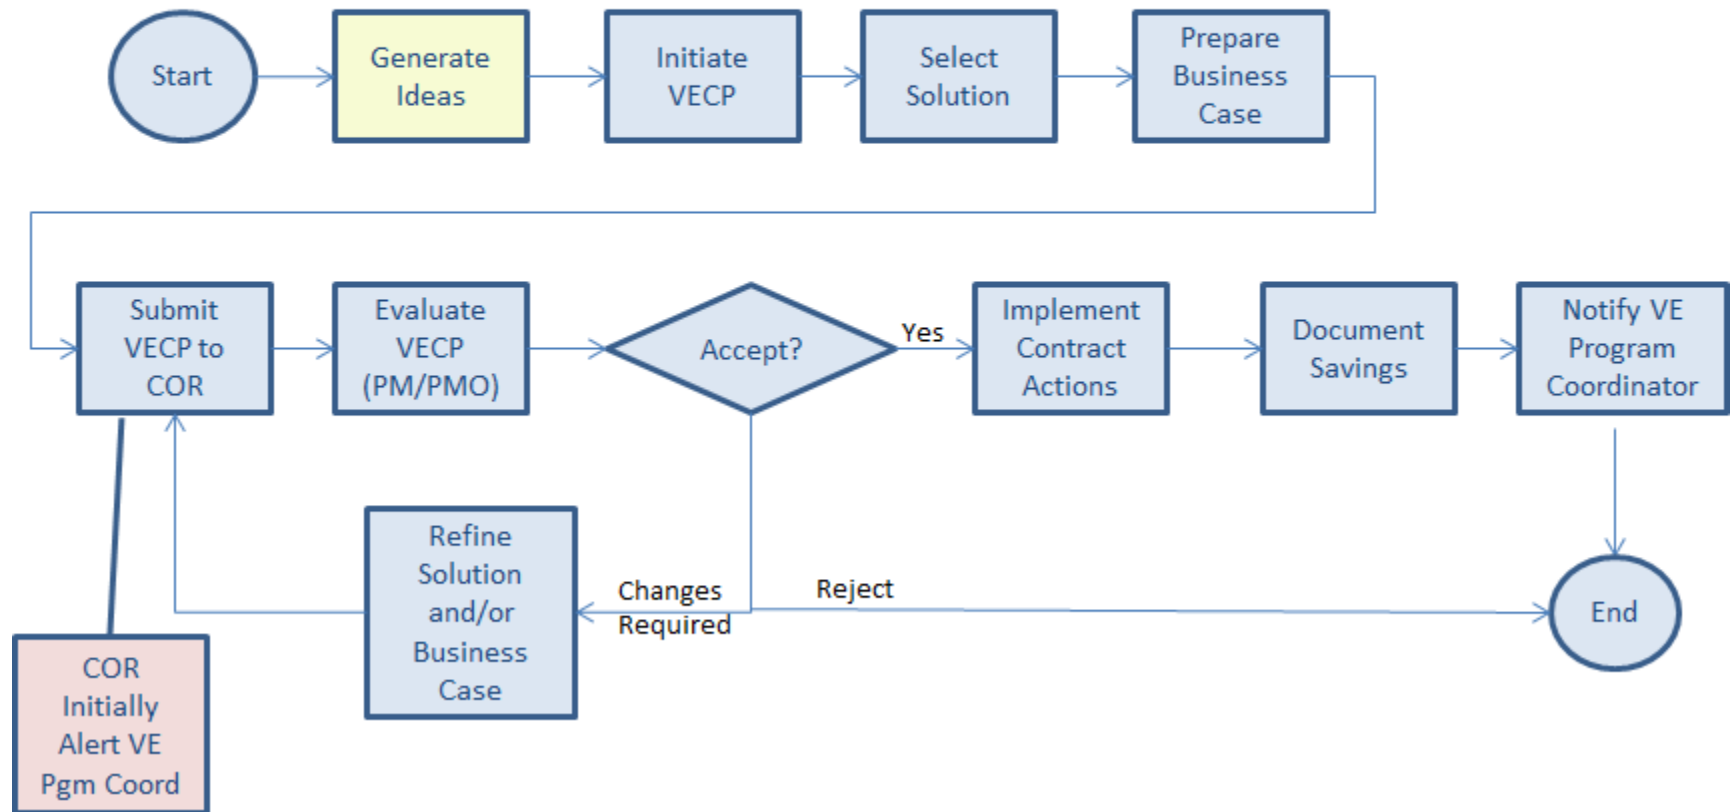 Start
Generate
Ideas
Initiate
VECP
Select
Solution
Prepare
Business
Case
Submit
VECP to
COR
Evaluate
VECP
(PM/PMO)
Accept?
Yes
Implement
Contract
Actions
Document
Savings
Notify VE
Program
Coordinator
Refine
Solution
and/or
Business
Case
Changes
Required
Reject
End
COR
Initially
Alert VE
Pgm Coord